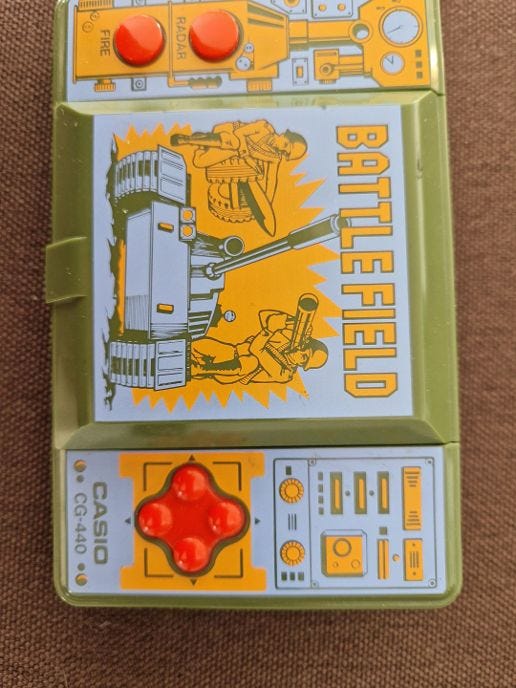 BATTLE FIELD
RADAR
FIRE
CASIO
CG-440